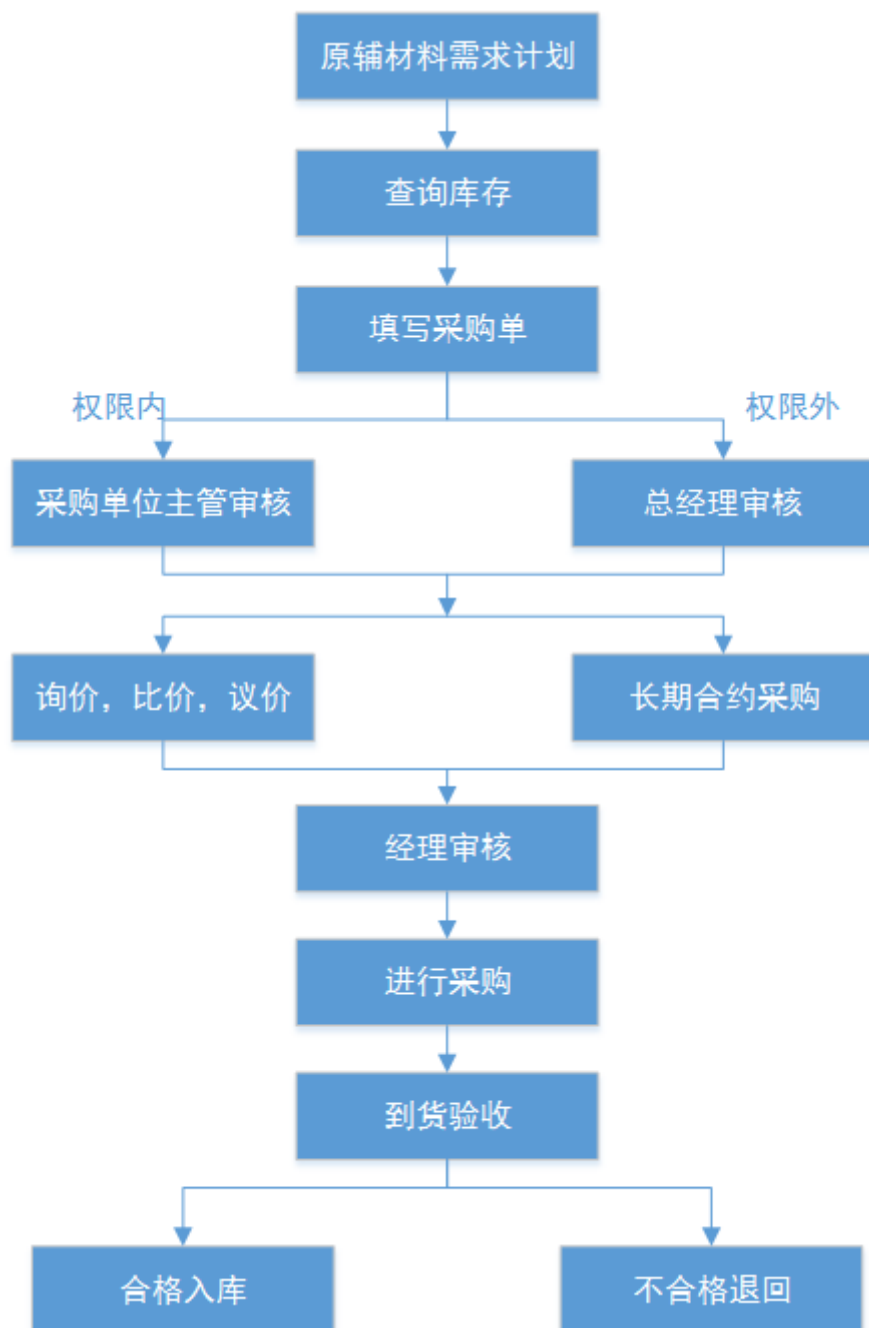 原辅材料需求计划
查询库存
填写采购单
权限内
权限外
采购单位主管审核
总经理审核
询价，比价，议价
长期合约采购
经理审核
进行采购
到货验收
合格入库
不合格退回